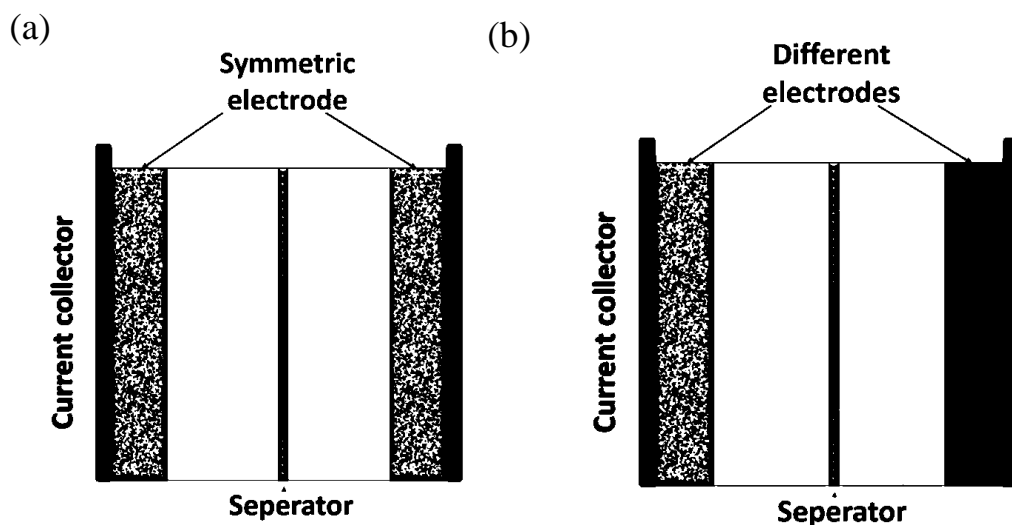 (a)
Symmetric
electrode
Current collector
Seperator
(b)
Different
electrodes
Current collector
Seperator